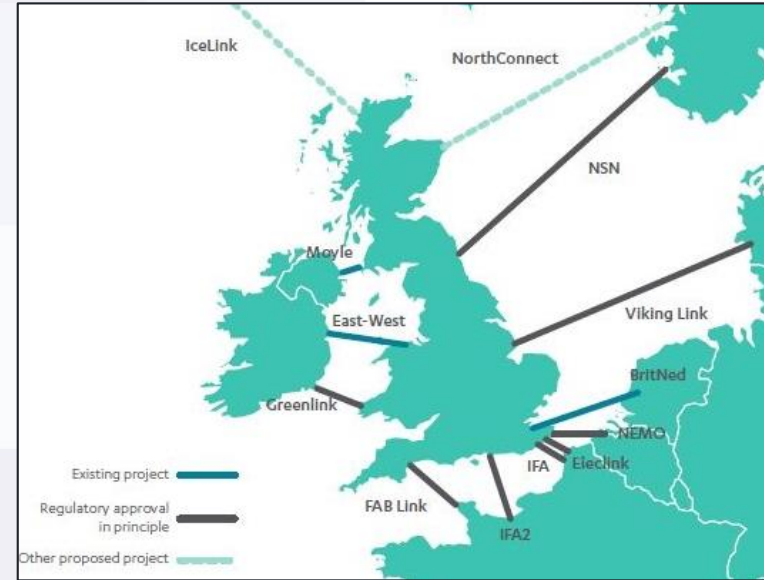 IceLink
NorthConnect
NSN
Moyle
East-West
Viking Link
BritNed
Greenlink
NEMO
IFA
Eleclink
FAB Link
IFA2
Existing project
Regulatory approval
in principle
Other proposed project